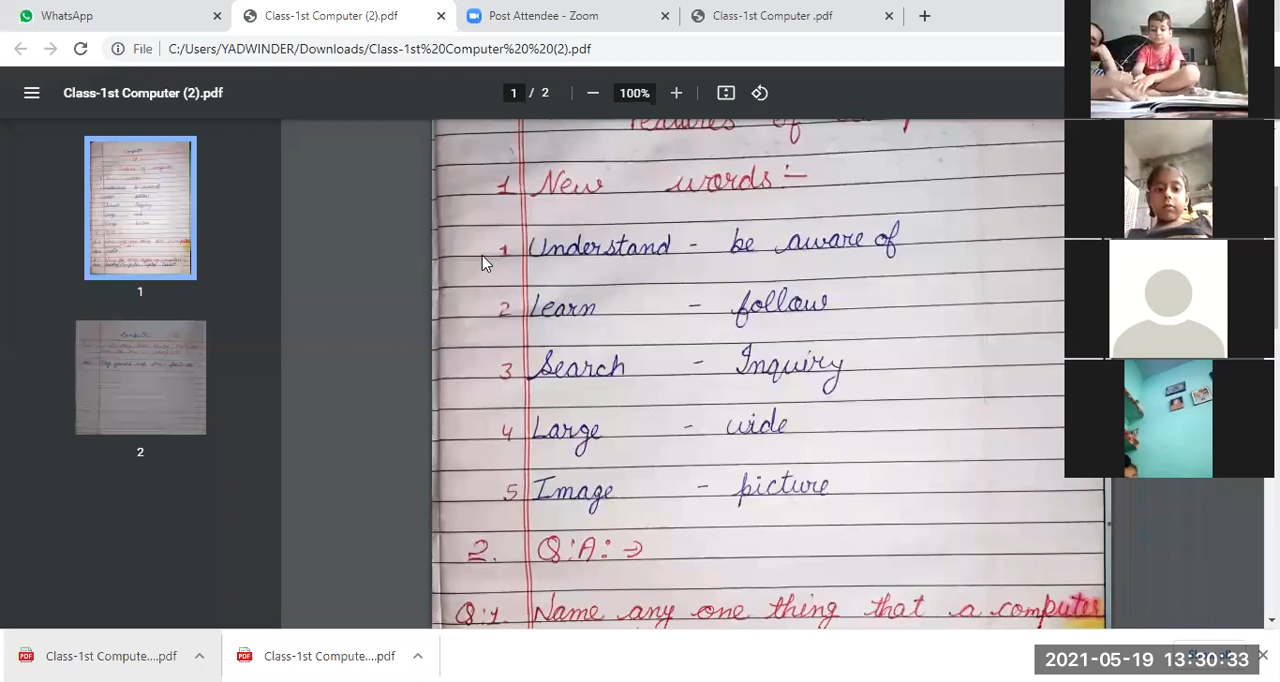 WhatsApp
Class-1st Computer (2).pdf
Post Attendee - Zoom
Class-1st Computer .pdf
File
C:/Users/YADWINDER/Downloads/Class-1st%20Computer%20%20(2).pdf
Class-1st Computer (2).pdf
1 / 2
100%
Features of
1 New words:-
1 Understand - be aware of
2 Learn - follow
3 Search - Inquiry
4 Large - wide
5 Image - picture
2. Q:A:→
Q:1. Name any one thing that a computer
1
2
Class-1st Compute....pdf
Class-1st Compute....pdf
2021-05-19 13:30:33